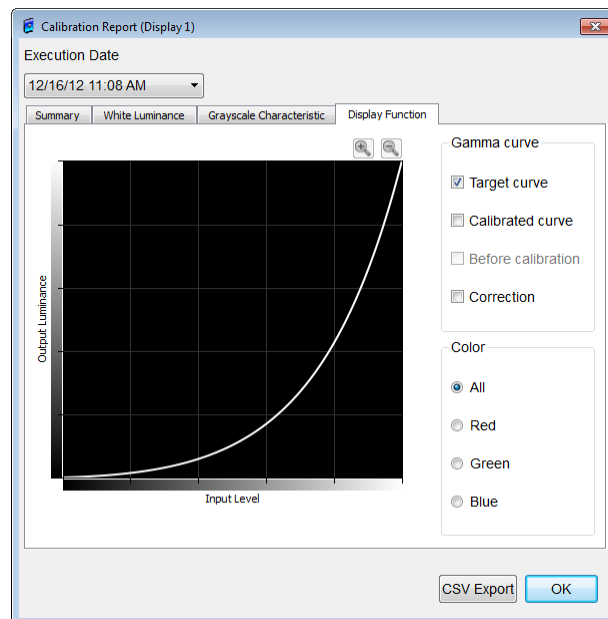 Calibration Report (Display 1)
Execution Date
12/16/12 11:08 AM
Summary
White Luminance
Grayscale Characteristic
Display Function
Output Luminance
Input Level
Gamma curve
Target curve
Calibrated curve
Before calibration
Correction
Color
All
Red
Green
Blue
CSV Export
OK